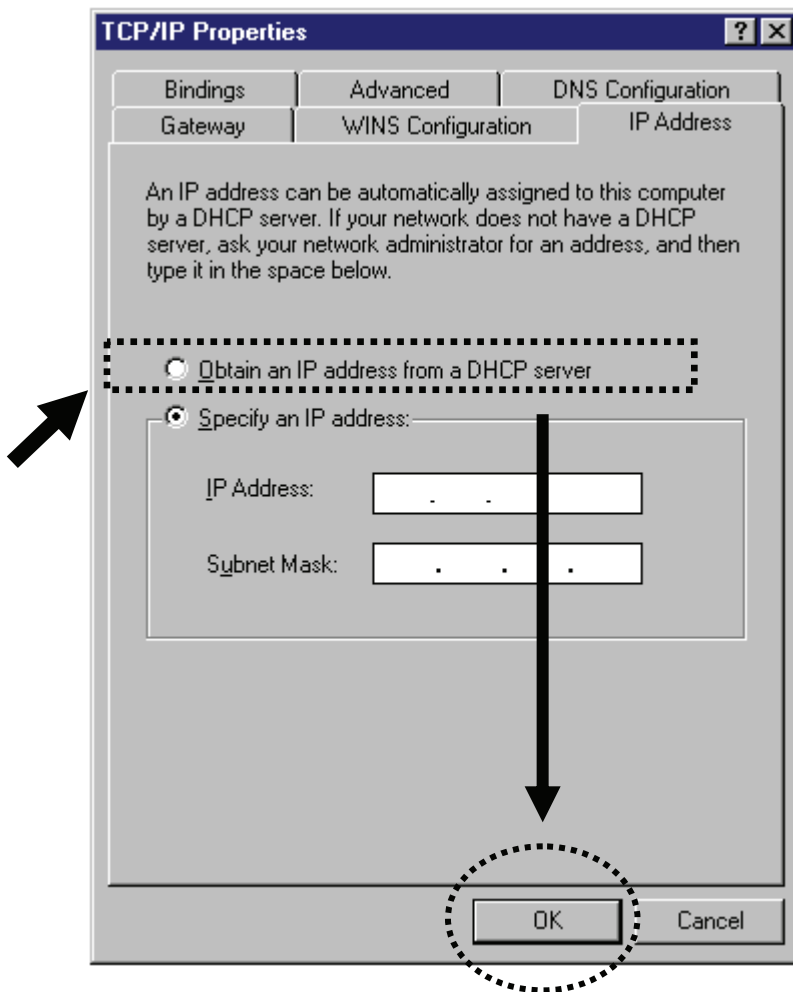 TCP/IP Properties
Bindings Advanced DNS Configuration
Gateway WINS Configuration IP Address
An IP address can be automatically assigned to this computer
by a DHCP server. If your network does not have a DHCP
server, ask your network administrator for an address, and then
type it in the space below.
Obtain an IP address from a DHCP server
Specify an IP address:
IP Address:
Subnet Mask:
OK Cancel